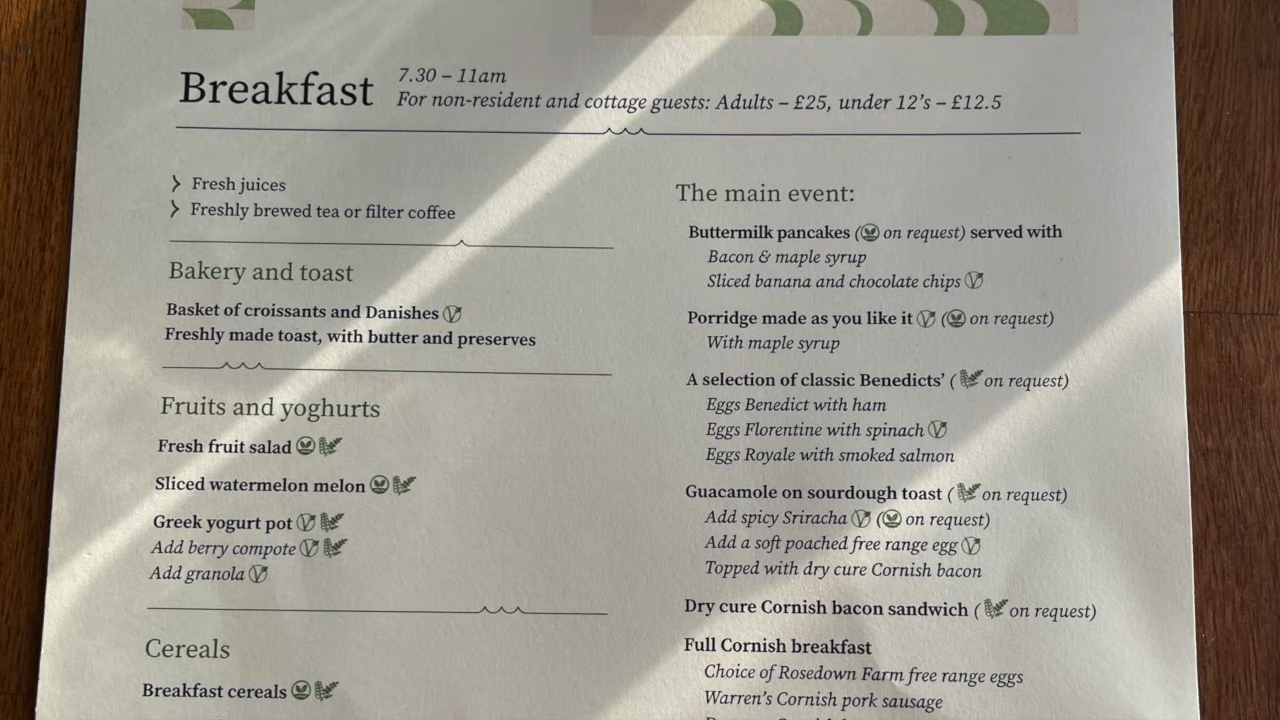 Breakfast
7.30 – 11am
For non-resident and cottage guests: Adults – £25, under 12's – £12.5
Fresh juices
Freshly brewed tea or filter coffee
Bakery and toast
Basket of croissants and Danishes
Freshly made toast, with butter and preserves
Fruits and yoghurts
Fresh fruit salad
Sliced watermelon melon
Greek yogurt pot
Add berry compote
Add granola
Cereals
Breakfast cereals
The main event:
Buttermilk pancakes ( on request) served with
Bacon & maple syrup
Sliced banana and chocolate chips
Porridge made as you like it ( on request)
With maple syrup
A selection of classic Benedicts' ( on request)
Eggs Benedict with ham
Eggs Florentine with spinach
Eggs Royale with smoked salmon
Guacamole on sourdough toast ( on request)
Add spicy Sriracha ( on request)
Add a soft poached free range egg
Topped with dry cure Cornish bacon
Dry cure Cornish bacon sandwich ( on request)
Full Cornish breakfast
Choice of Rosedown Farm free range eggs
Warren's Cornish pork sausage